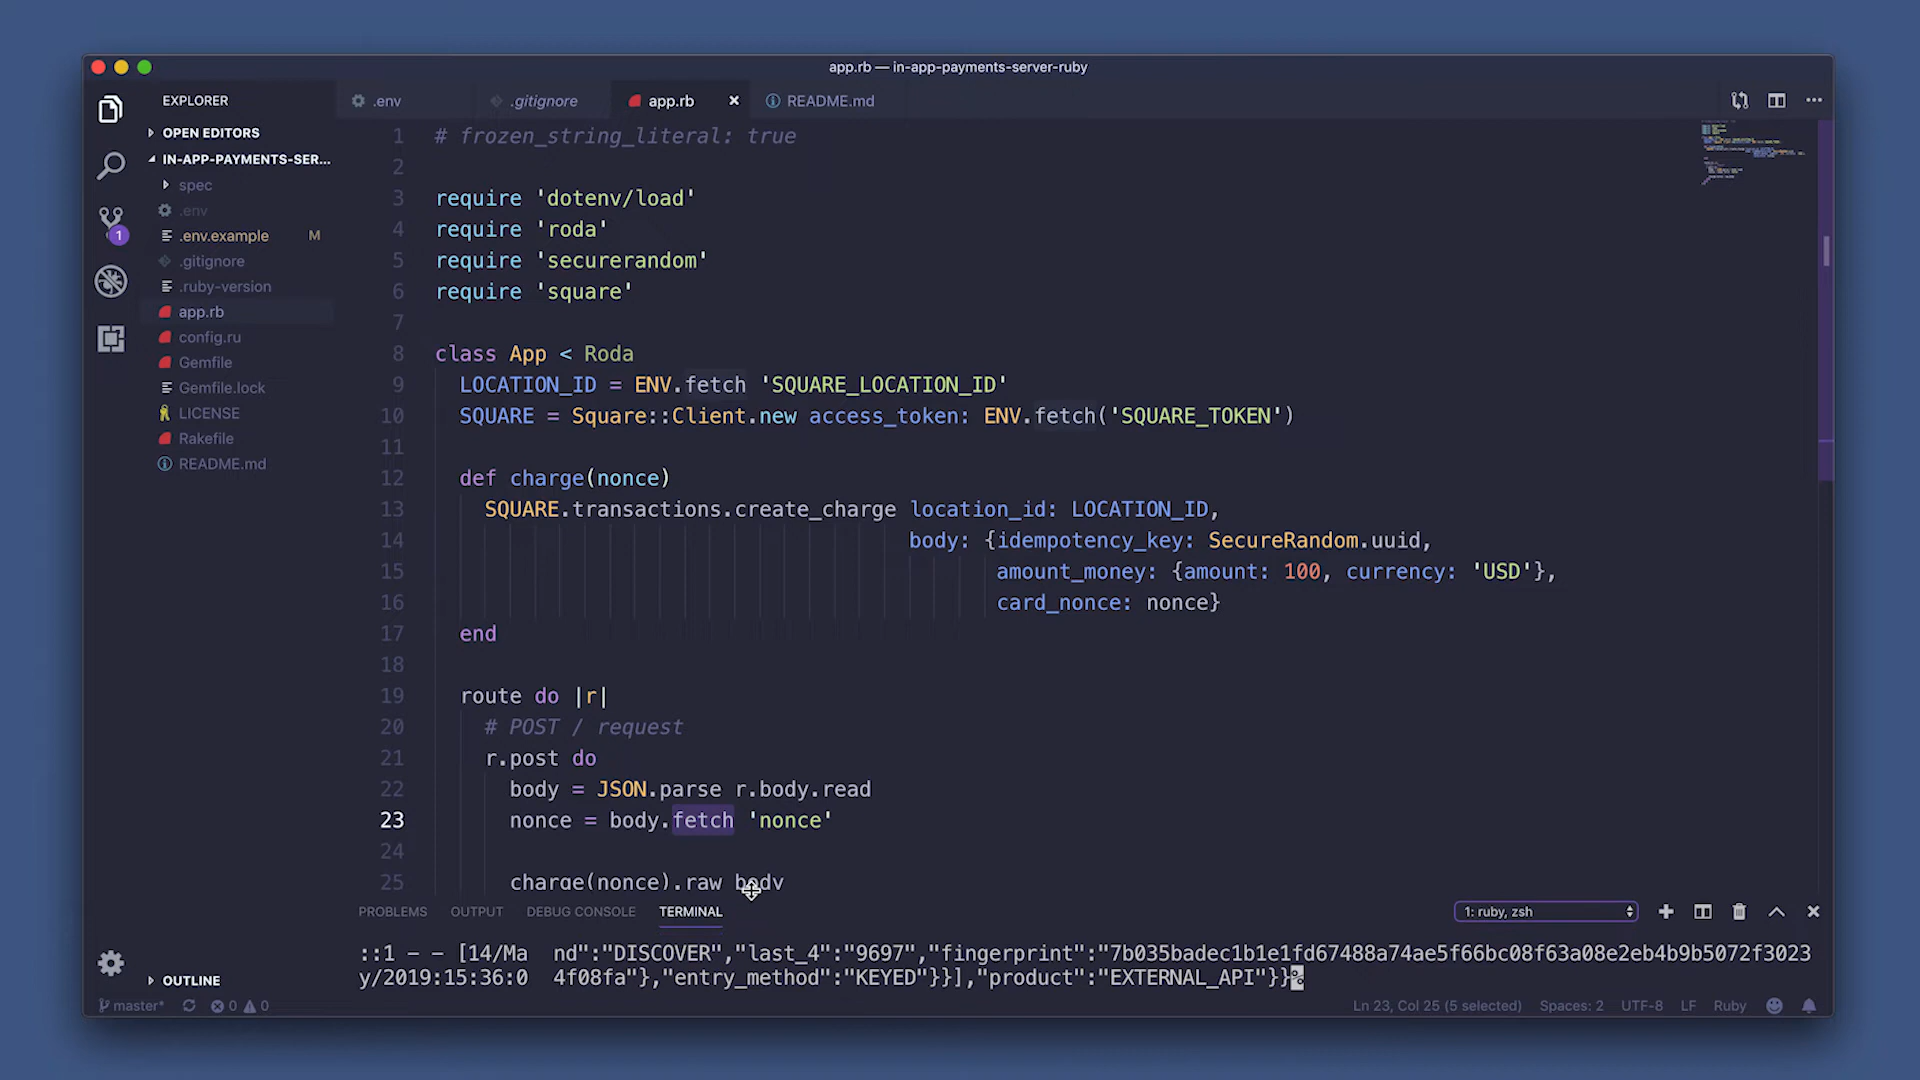 app.rb — in-app-payments-server-ruby
EXPLORER
.env
.gitignore
app.rb
README.md
OPEN EDITORS
IN-APP-PAYMENTS-SER...
spec
.env
.env.example M
.gitignore
.ruby-version
app.rb
config.ru
Gemfile
Gemfile.lock
LICENSE
Rakefile
README.md
1
1 # frozen_string_literal: true
2
3 require 'dotenv/load'
4 require 'roda'
5 require 'securerandom'
6 require 'square'
7
8 class App < Roda
9 LOCATION_ID = ENV.fetch 'SQUARE_LOCATION_ID'
10 SQUARE = Square::Client.new access_token: ENV.fetch('SQUARE_TOKEN')
11
12 def charge(nonce)
13 SQUARE.transactions.create_charge location_id: LOCATION_ID,
14 body: {idempotency_key: SecureRandom.uuid,
15 amount_money: {amount: 100, currency: 'USD'},
16 card_nonce: nonce}
17 end
18
19 route do |r|
20 # POST / request
21 r.post do
22 body = JSON.parse r.body.read
23 nonce = body.fetch 'nonce'
24
25 charge(nonce).raw_body
PROBLEMS OUTPUT DEBUG CONSOLE TERMINAL
1: ruby, zsh
::1 - - [14/Ma nd":"DISCOVER","last_4":"9697","fingerprint":"7b035badec1b1e1fd67488a74ae5f66bc08f63a08e2eb4b9b5072f3023
y/2019:15:36:0 4f08fa"},"entry_method":"KEYED"}}],"product":"EXTERNAL_API"}}%
OUTLINE
master* 0 0
Ln 23, Col 25 (5 selected) Spaces: 2 UTF-8 LF Ruby